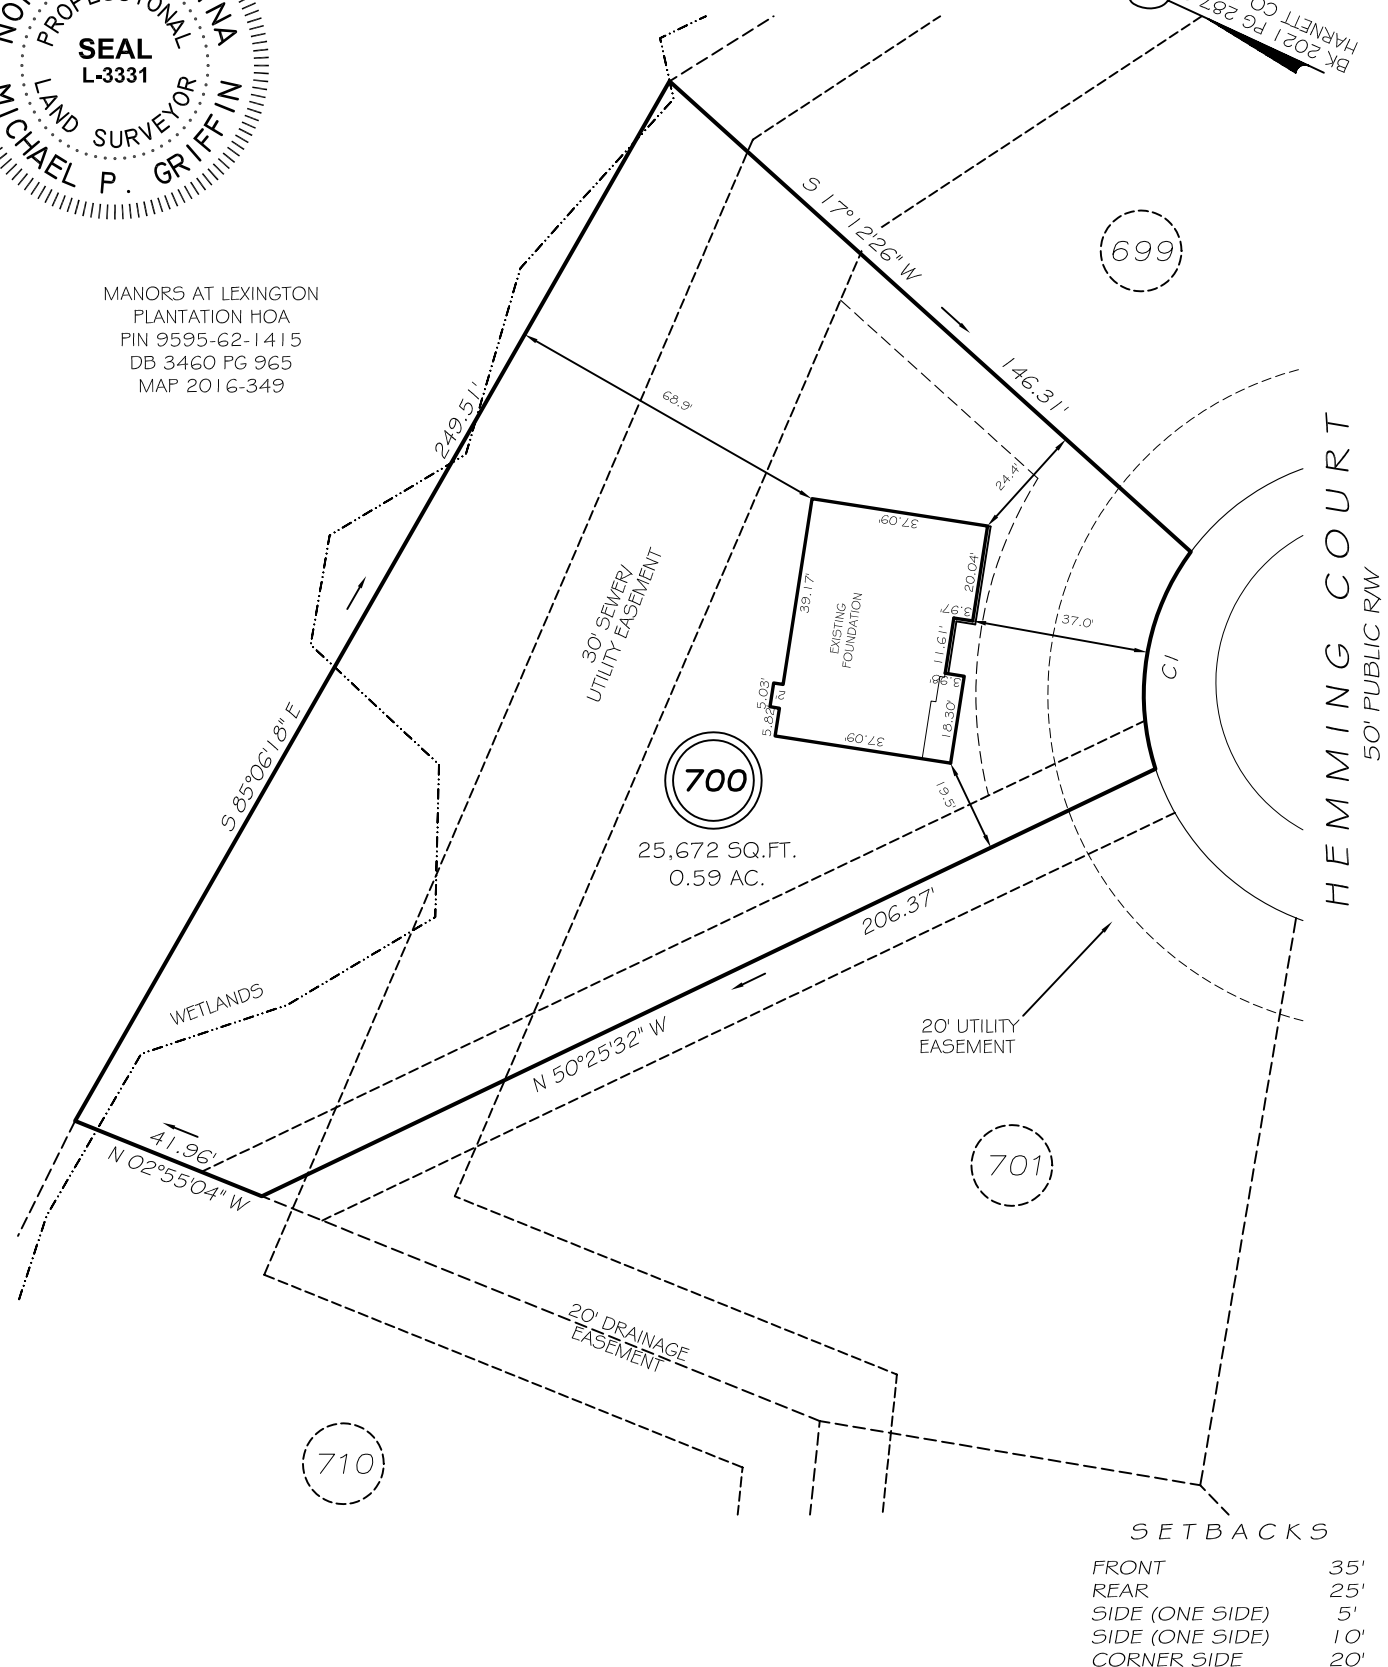 PROFESSIONAL
SEAL
L-3331
LAND SURVEYOR
MICHAEL P. GRIFFIN
BK 2021 PG 287
HARNETT CO
MANORS AT LEXINGTON
PLANTATION HOA
PIN 9595-62-1415
DB 3460 PG 965
MAP 2016-349
S 17°12'26" W
146.31'
699
249.51'
S 85°06'18" E
68.9'
24.4'
37.09'
39.17'
20.04'
3.97'
11.61'
3.98'
18.30'
37.09'
5.03'
2'
5.82'
EXISTING
FOUNDATION
37.0'
19.5'
C1
HEMMING COURT
50' PUBLIC R/W
30' SEWER/
UTILITY EASEMENT
700
25,672 SQ.FT.
0.59 AC.
206.37'
N 50°25'32" W
WETLANDS
41.96'
N 02°55'04" W
20' UTILITY
EASEMENT
701
20' DRAINAGE
EASEMENT
710
SETBACKS
FRONT 35'
REAR 25'
SIDE (ONE SIDE) 5'
SIDE (ONE SIDE) 10'
CORNER SIDE 20'